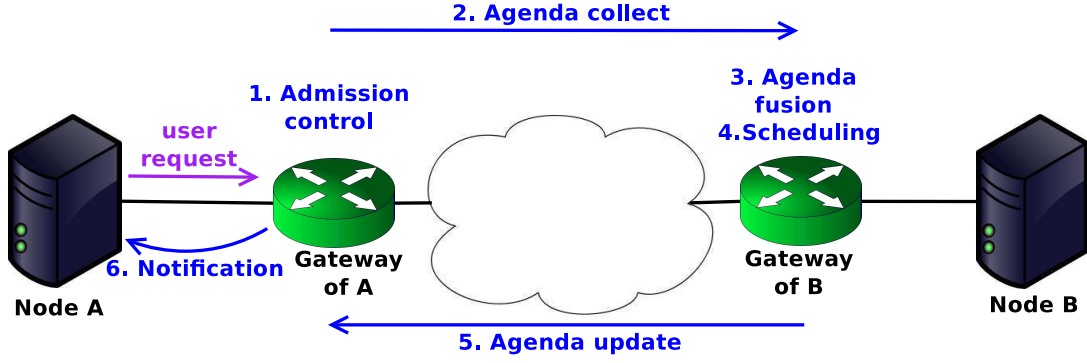 2. Agenda collect
1. Admission
control
3. Agenda
fusion
4.Scheduling
user
request
6. Notification
Gateway
of A
Gateway
of B
Node A
Node B
5. Agenda update